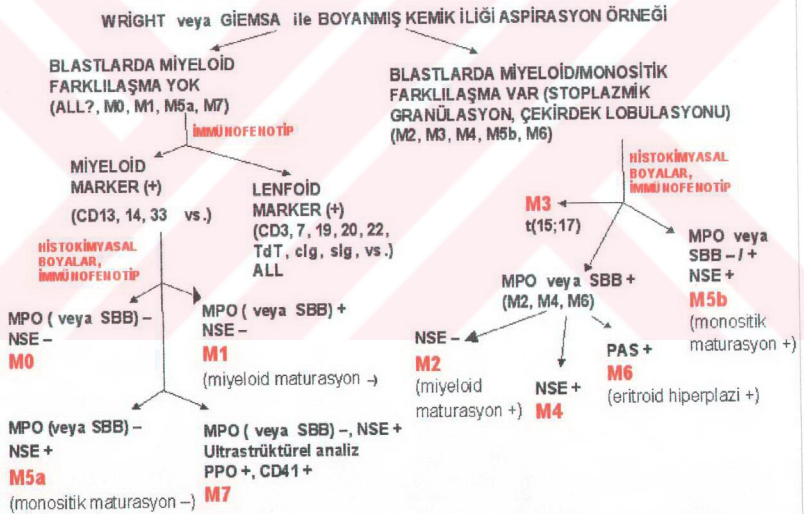 WRIGHT veya GİEMSA ile BOYANMIŞ KEMİK İLİĞİ ASPİRASYON ÖRNEĞİ
BLASTLARDA MİYELOİD
FARKLILAŞMA YOK
(ALL?, M0, M1, M5a, M7)
İMMÜNOFENOTİP
MİYELOİD
MARKER (+)
(CD13, 14, 33 vs.)
LENFOİD
MARKER (+)
(CD3, 7, 19, 20, 22,
TdT, cIg, sIg, vs.)
ALL
HİSTOKİMYASAL
BOYALAR,
İMMÜNOFENOTİP
MPO ( veya SBB) –
NSE –
M0
MPO ( veya SBB) +
NSE –
M1
(miyeloid maturasyon –)
MPO (veya SBB) –
NSE +
M5a
(monositik maturasyon –)
MPO ( veya SBB) –, NSE +
Ultrastrüktürel analiz
PPO +, CD41 +
M7
BLASTLARDA MİYELOİD/MONOSİTİK
FARKLILAŞMA VAR (STOPLAZMİK
GRANÜLASYON, ÇEKİRDEK LOBULASYONU)
(M2, M3, M4, M5b, M6)
HİSTOKİMYASAL
BOYALAR,
İMMÜNOFENOTİP
M3
t(15;17)
MPO veya SBB +
(M2, M4, M6)
MPO veya
SBB – / +
NSE +
M5b
(monositik
maturasyon +)
NSE –
M2
(miyeloid
maturasyon +)
NSE +
M4
PAS +
M6
(eritroid hiperplazi +)